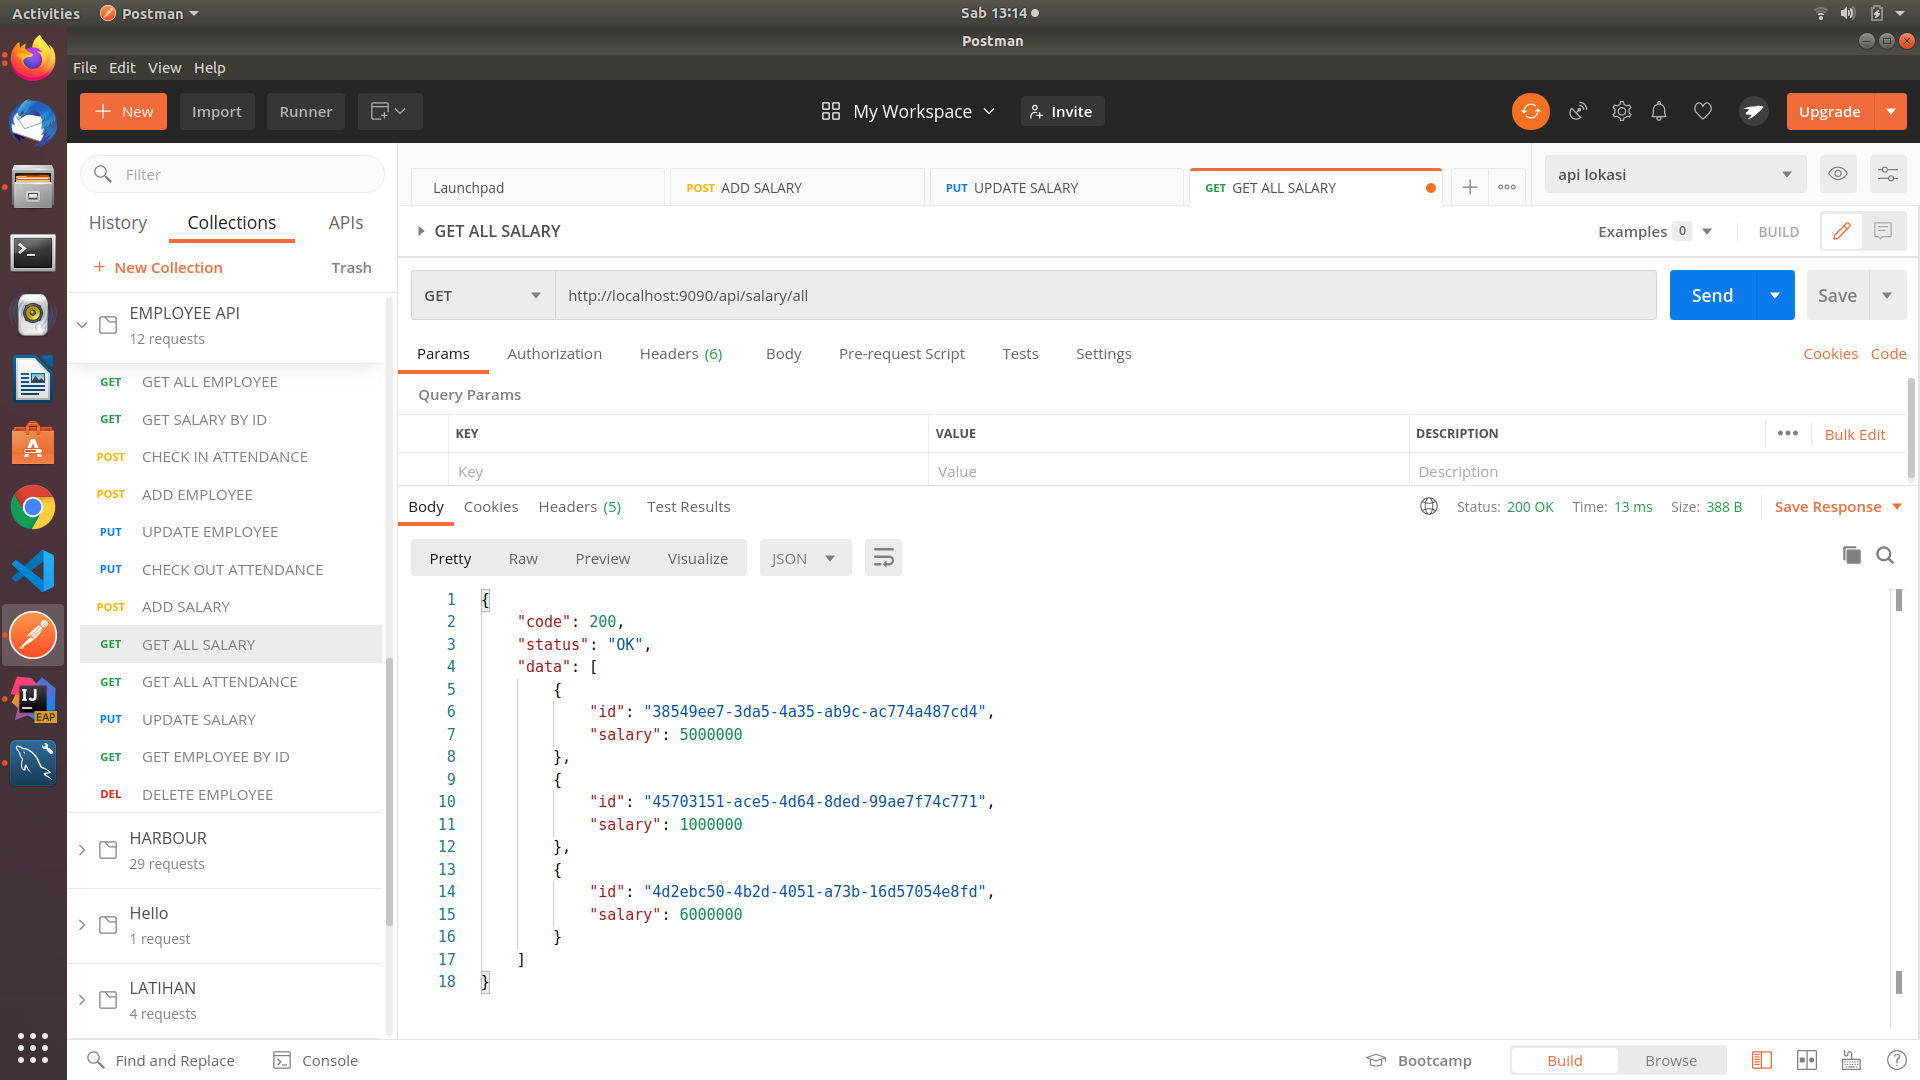 Activities Postman Sab 13:14
Postman
File Edit View Help
New Import Runner My Workspace Invite Upgrade
Filter
Launchpad POST ADD SALARY PUT UPDATE SALARY GET GET ALL SALARY api lokasi
History Collections APIs
GET ALL SALARY Examples 0 BUILD
New Collection Trash
GET http://localhost:9090/api/salary/all Send Save
EMPLOYEE API
12 requests
Params Authorization Headers (6) Body Pre-request Script Tests Settings Cookies Code
GET GET ALL EMPLOYEE
GET GET SALARY BY ID
POST CHECK IN ATTENDANCE
POST ADD EMPLOYEE
PUT UPDATE EMPLOYEE
PUT CHECK OUT ATTENDANCE
POST ADD SALARY
GET GET ALL SALARY
GET GET ALL ATTENDANCE
PUT UPDATE SALARY
GET GET EMPLOYEE BY ID
DEL DELETE EMPLOYEE
HARBOUR
29 requests
Hello
1 request
LATIHAN
4 requests
Query Params
KEY VALUE DESCRIPTION Bulk Edit
Key Value Description
Body Cookies Headers (5) Test Results Status: 200 OK Time: 13 ms Size: 388 B Save Response
Pretty Raw Preview Visualize JSON
1 {
2 "code": 200,
3 "status": "OK",
4 "data": [
5 {
6 "id": "38549ee7-3da5-4a35-ab9c-ac774a487cd4",
7 "salary": 5000000
8 },
9 {
10 "id": "45703151-ace5-4d64-8ded-99ae7f74c771",
11 "salary": 1000000
12 },
13 {
14 "id": "4d2ebc50-4b2d-4051-a73b-16d57054e8fd",
15 "salary": 6000000
16 }
17 ]
18 }
IJ
EAP
Find and Replace Console Bootcamp Build Browse